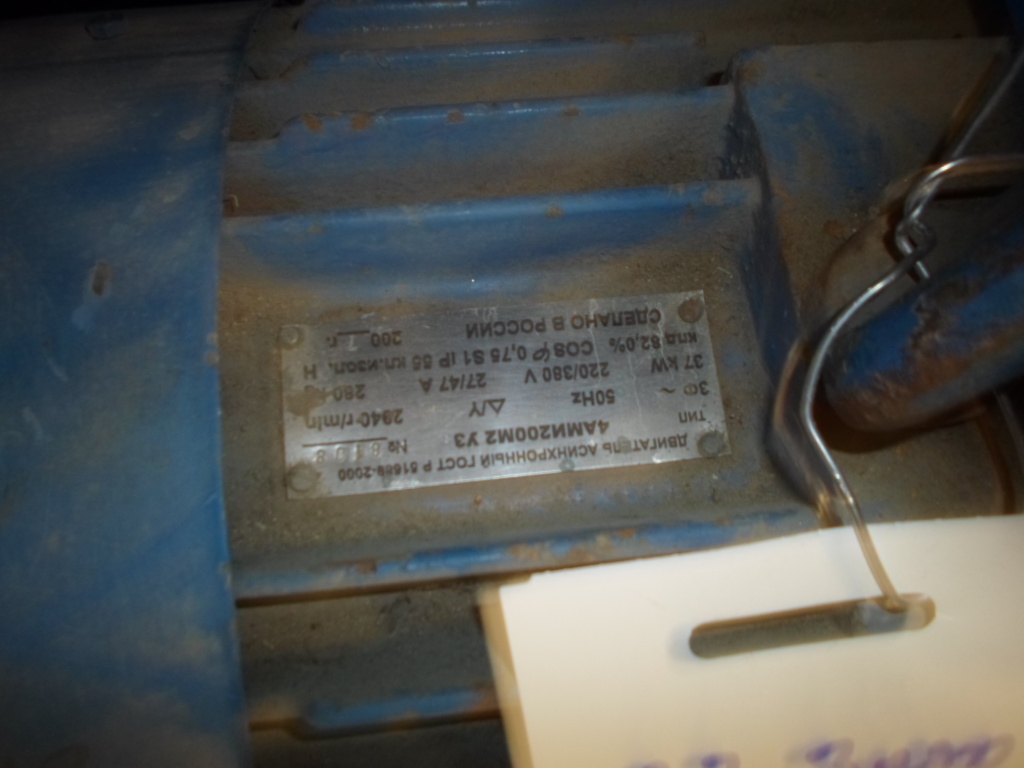 ДВИГАТЕЛЬ АСИНХРОННЫЙ ГОСТ Р 51689-2000
тип 4АМИ200М2 У3 №
3ф ~ 50Hz Δ/Y 2940 r/min
37 kW 220/380 V 27/47 A 280
кпд 82,0% COS φ 0,75 S1 IP 55 кл.изол. Н
СДЕЛАНО В РОССИИ 200 г.